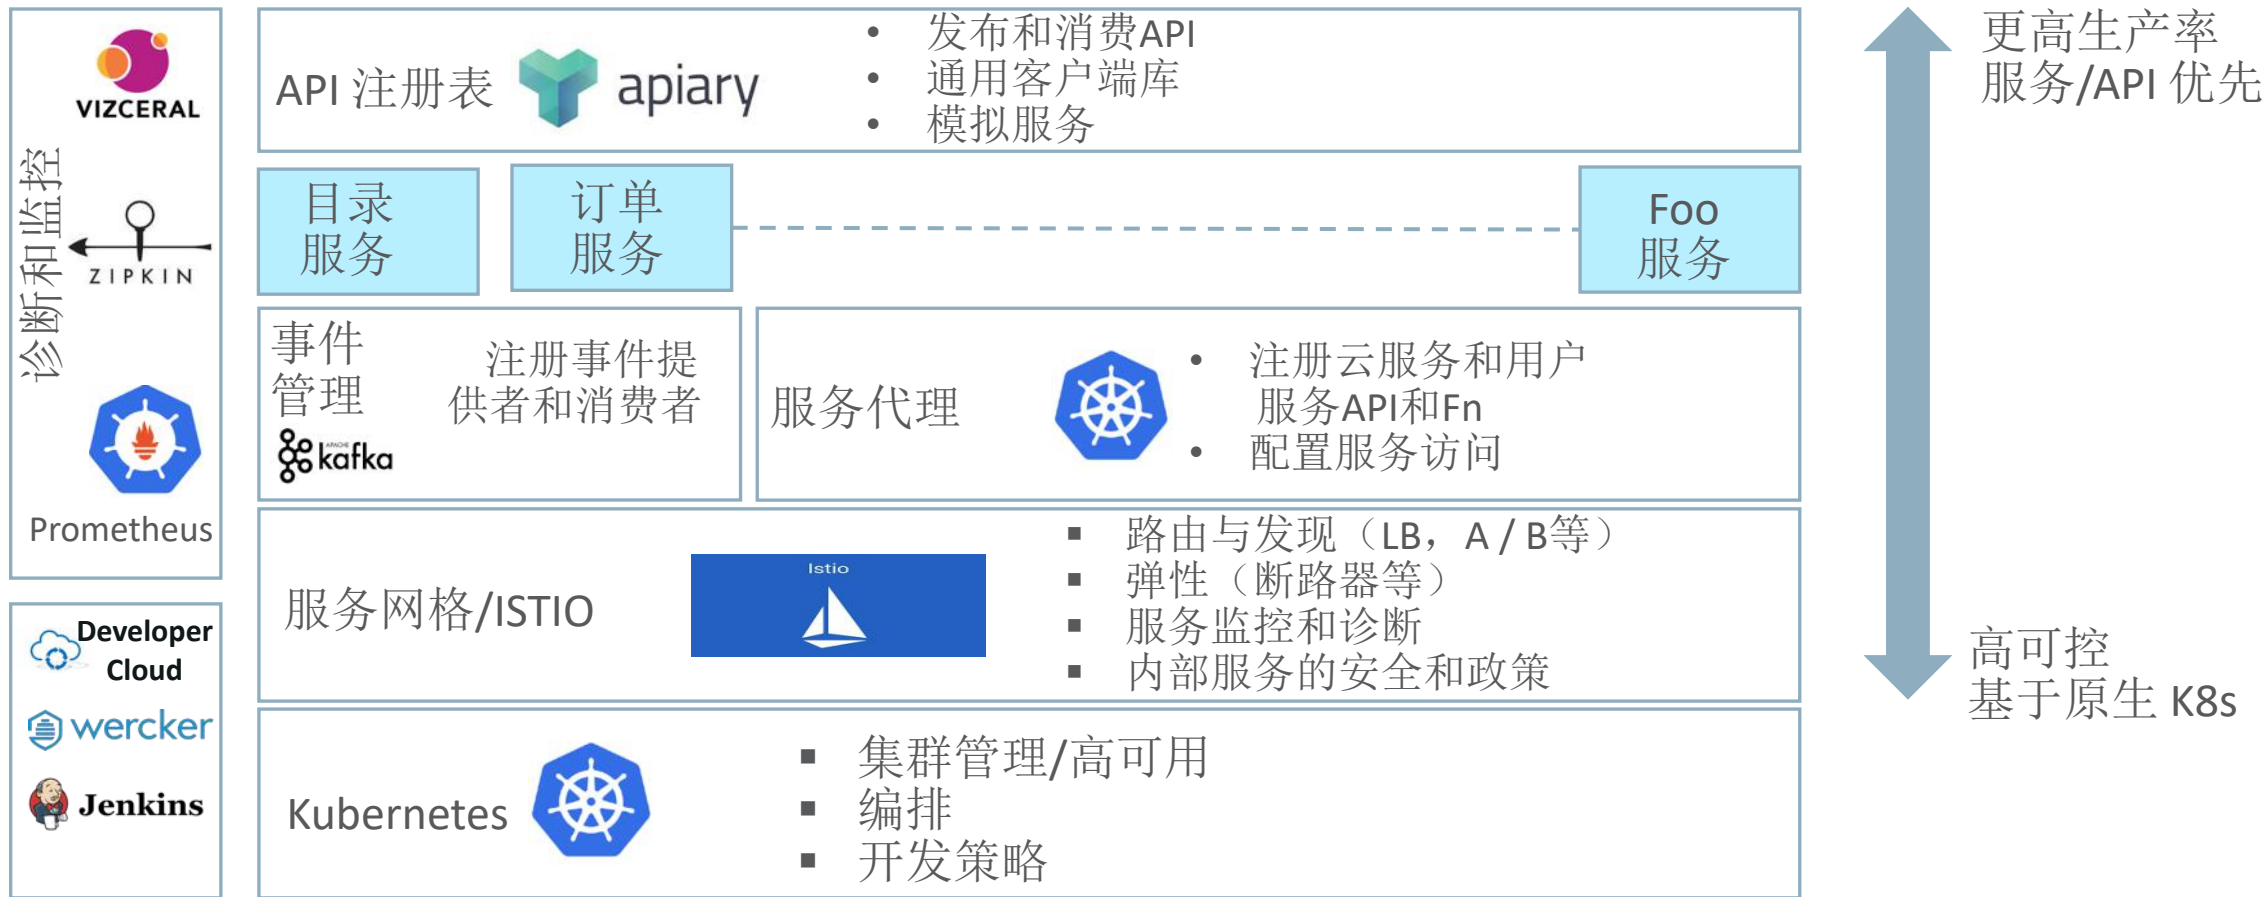 VIZCERAL
诊断和监控
ZIPKIN
Prometheus
Developer
Cloud
wercker
Jenkins
API 注册表
apiary
• 发布和消费API
• 通用客户端库
• 模拟服务
目录
服务
订单
服务
Foo
服务
事件
管理
APACHE
kafka
注册事件提
供者和消费者
服务代理
• 注册云服务和用户
服务API和Fn
• 配置服务访问
服务网格/ISTIO
Istio
▪ 路由与发现（LB，A / B等）
▪ 弹性（断路器等）
▪ 服务监控和诊断
▪ 内部服务的安全和政策
Kubernetes
▪ 集群管理/高可用
▪ 编排
▪ 开发策略
更高生产率
服务/API 优先
高可控
基于原生 K8s